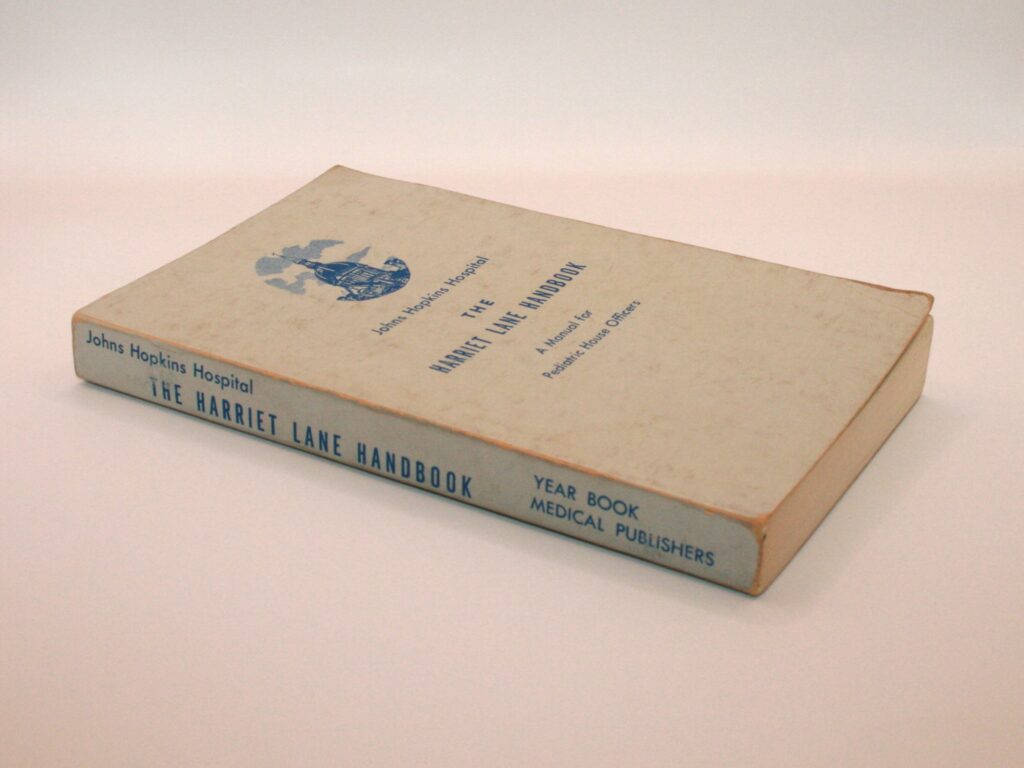 Johns Hopkins Hospital
THE
HARRIET LANE HANDBOOK
A Manual for
Pediatric House Officers
Johns Hopkins Hospital
THE HARRIET LANE HANDBOOK
YEAR BOOK
MEDICAL PUBLISHERS